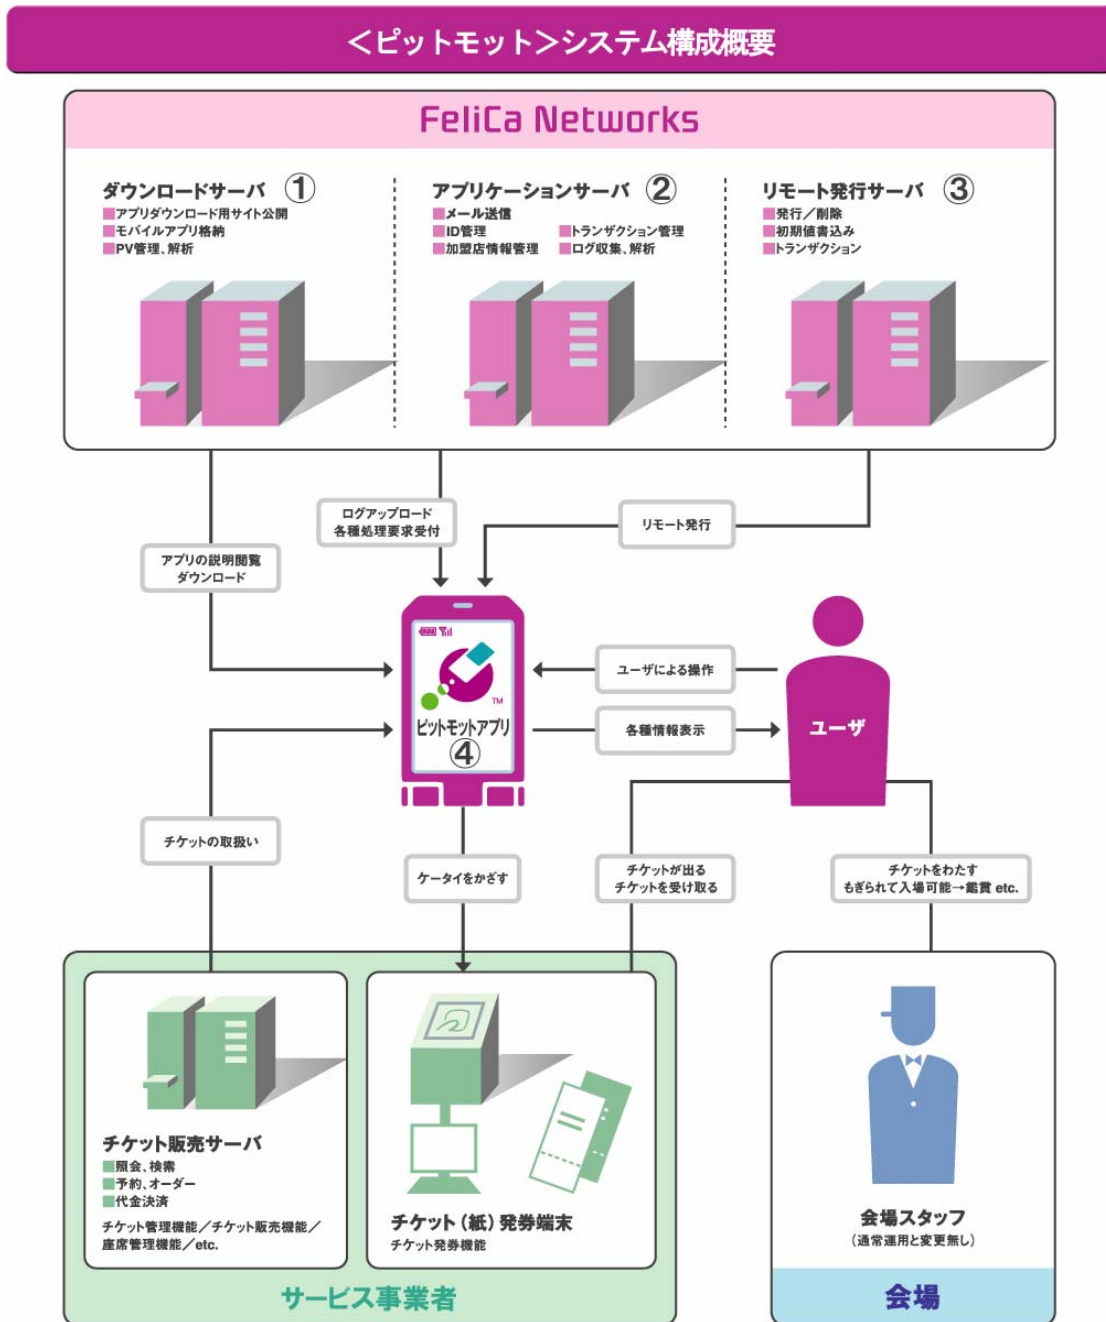 ＜ピットモット＞システム構成概要
FeliCa Networks
ダウンロードサーバ ①
■アプリダウンロード用サイト公開
■モバイルアプリ格納
■PV管理、解析
アプリケーションサーバ ②
■メール送信
■ID管理 ■トランザクション管理
■加盟店情報管理 ■ログ収集、解析
リモート発行サーバ ③
■発行／削除
■初期値書込み
■トランザクション
ログアップロード
各種処理要求受付
リモート発行
アプリの説明閲覧
ダウンロード
TM
ピットモットアプリ
④
ユーザによる操作
各種情報表示
ユーザ
チケットの取扱い
ケータイをかざす
チケットが出る
チケットを受け取る
チケットをわたす
もぎられて入場可能→鑑賞 etc.
チケット販売サーバ
■照会、検索
■予約、オーダー
■代金決済
チケット管理機能／チケット販売機能／
座席管理機能／etc.
チケット（紙）発券端末
チケット発券機能
サービス事業者
会場スタッフ
（通常運用と変更無し）
会場